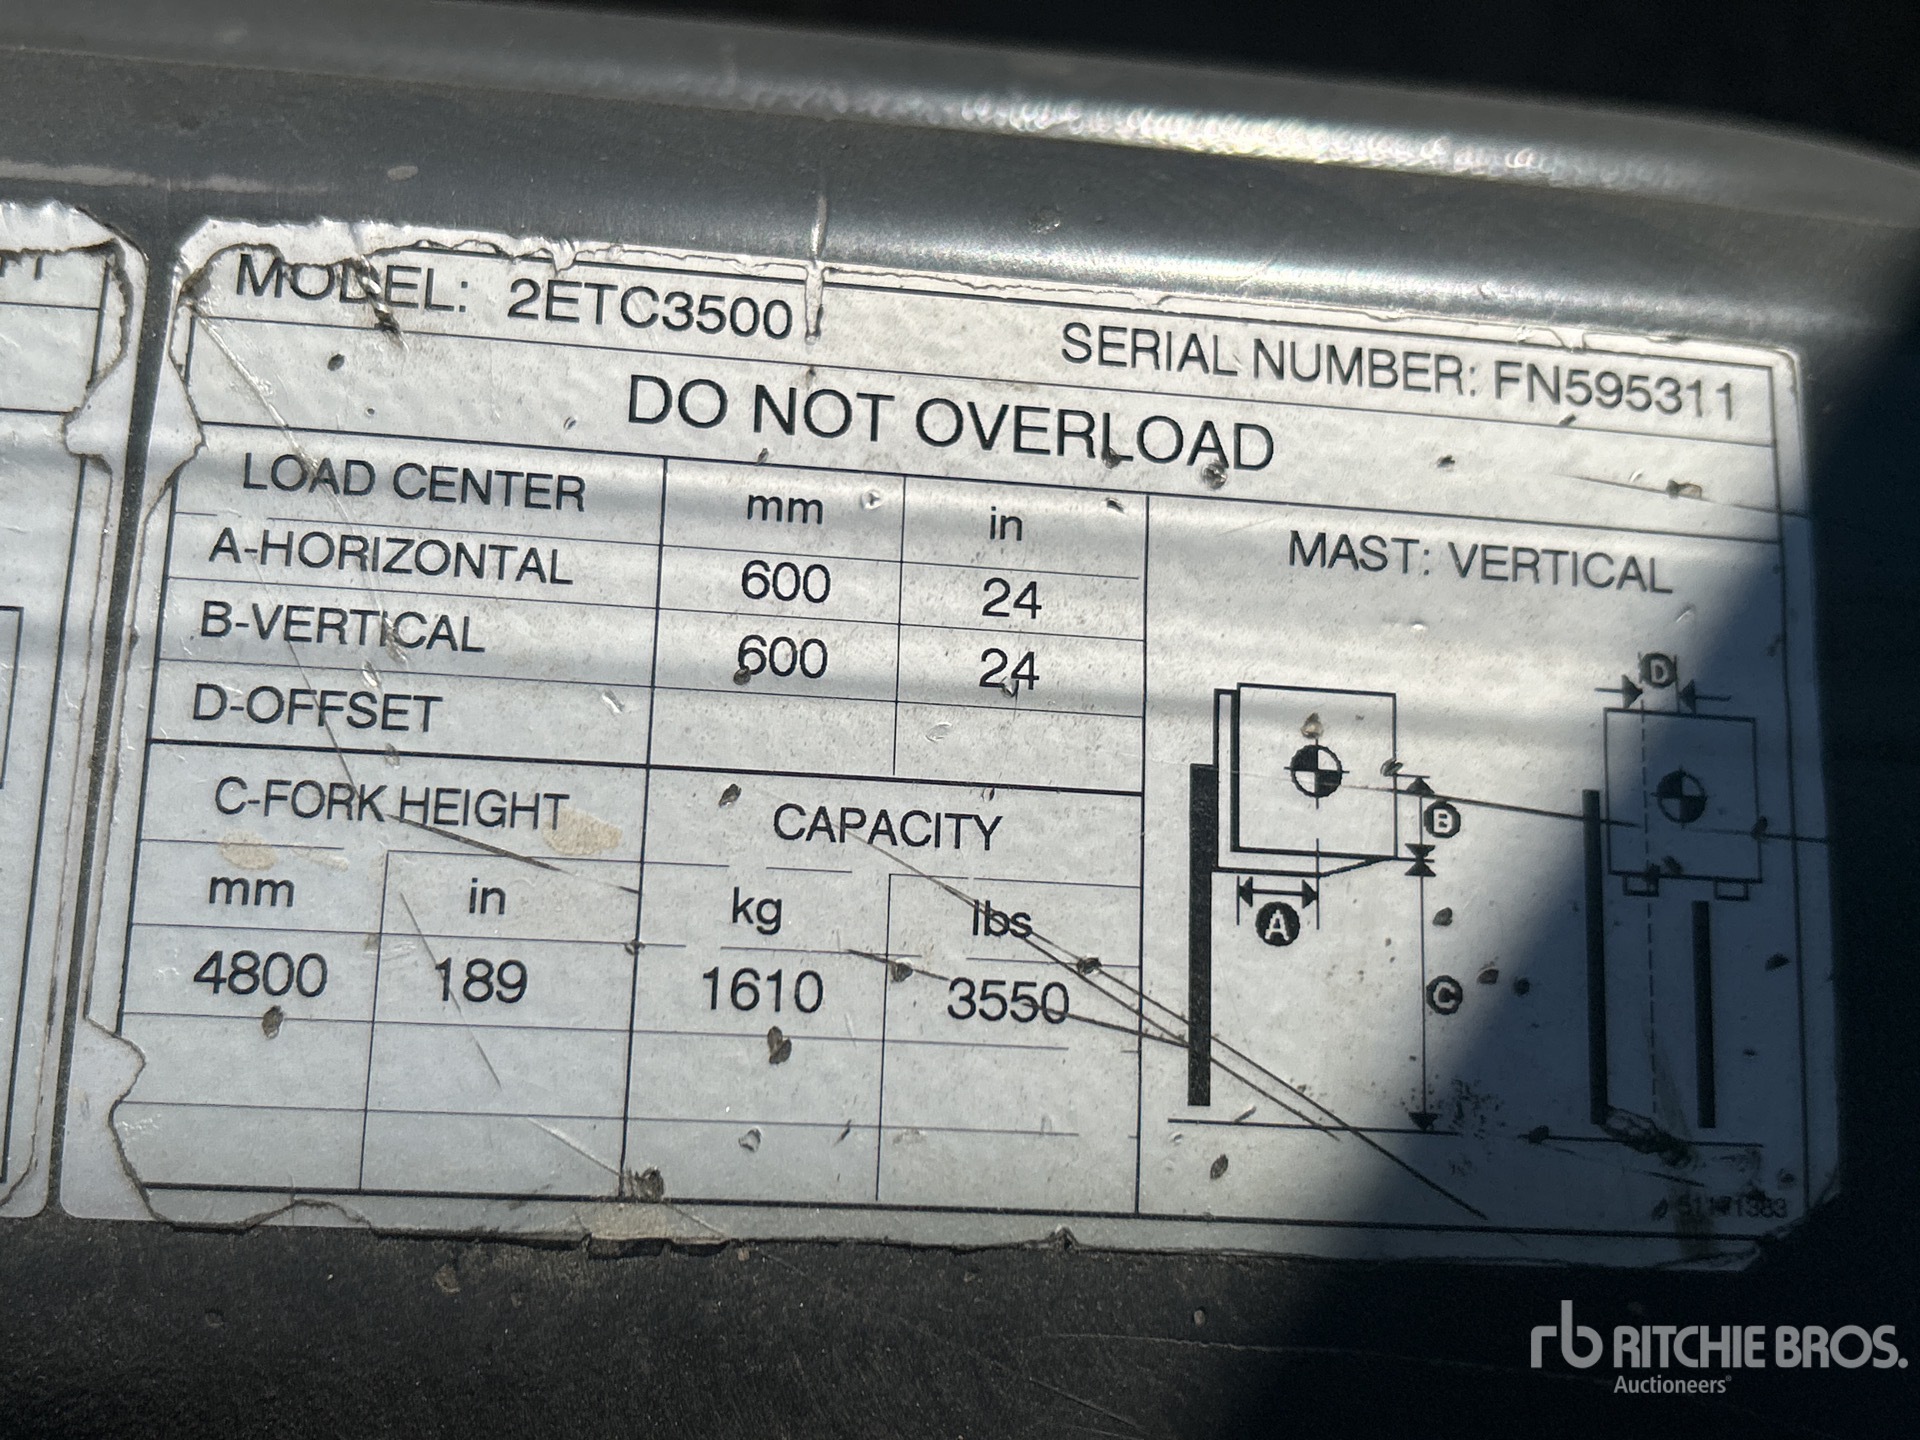 MODEL: 2ETC3500
SERIAL NUMBER: FN595311
DO NOT OVERLOAD
LOAD CENTER mm in
A-HORIZONTAL 600 24
B-VERTICAL 600 24
D-OFFSET
MAST: VERTICAL
D
B
A
C
C-FORK HEIGHT CAPACITY
mm in kg lbs
4800 189 1610 3550
rb RITCHIE BROS.
Auctioneers